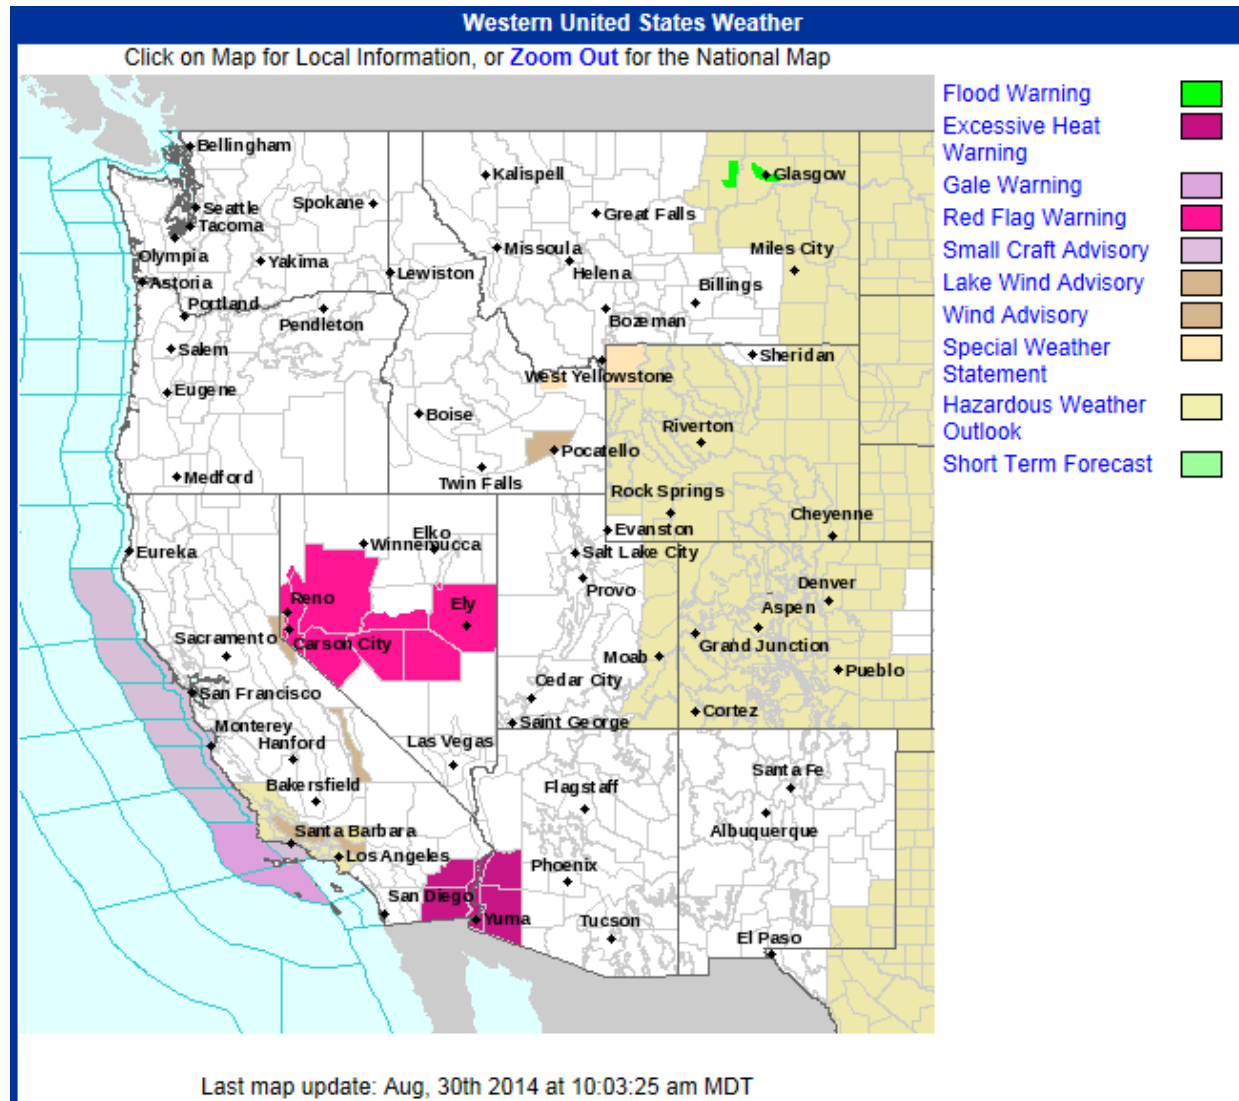 Western United States Weather
Click on Map for Local Information, or Zoom Out for the National Map
Flood Warning
Excessive Heat
Warning
Gale Warning
Red Flag Warning
Small Craft Advisory
Lake Wind Advisory
Wind Advisory
Special Weather
Statement
Hazardous Weather
Outlook
Short Term Forecast
Bellingham
Kalispell
Glasgow
Spokane
Seattle
Great Falls
Tacoma
Olympia
Yakima
Missoula
Miles City
Helena
Lewiston
Astoria
Billings
Portland
Pendleton
Bozeman
Salem
Sheridan
West Yellowstone
Eugene
Boise
Riverton
Pocatello
Medford
Twin Falls
Rock Springs
Cheyenne
Evanston
Elko
Winnemucca
Eureka
Salt Lake City
Provo
Denver
Reno
Ely
Aspen
Sacramento
Carson City
Grand Junction
Moab
Pueblo
Cedar City
San Francisco
Cortez
Saint George
Monterey
Hanford
Las Vegas
Santa Fe
Bakersfield
Flagstaff
Santa Barbara
Albuquerque
Los Angeles
Phoenix
San Diego
Yuma
Tucson
El Paso
Last map update: Aug, 30th 2014 at 10:03:25 am MDT